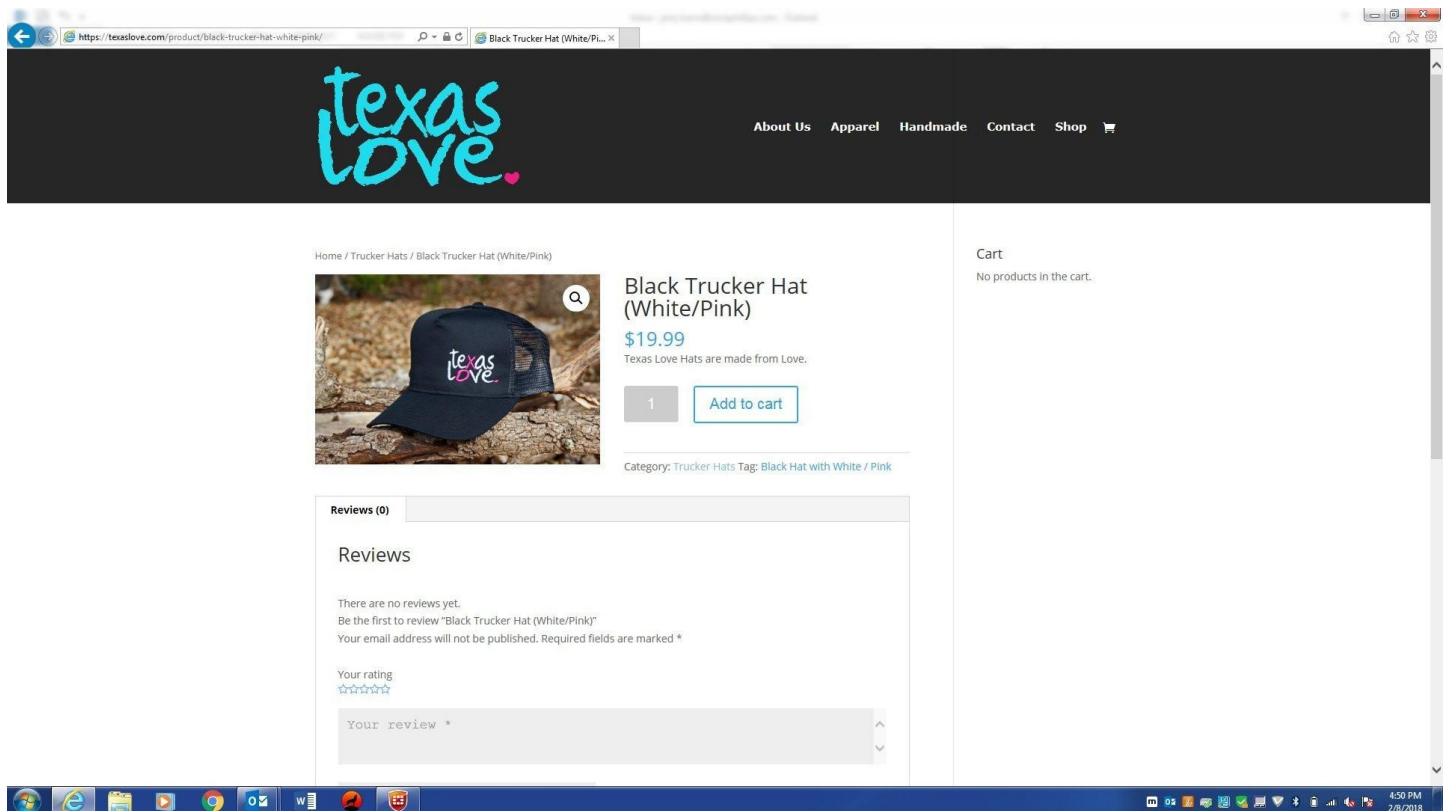 https://texaslove.com/product/black-trucker-hat-white-pink/
Black Trucker Hat (White/Pi...
texas
love
About Us Apparel Handmade Contact Shop
Home / Trucker Hats / Black Trucker Hat (White/Pink)
texas
love
Black Trucker Hat
(White/Pink)
$19.99
Texas Love Hats are made from Love.
1
Add to cart
Category: Trucker Hats Tag: Black Hat with White / Pink
Cart
No products in the cart.
Reviews (0)
Reviews
There are no reviews yet.
Be the first to review “Black Trucker Hat (White/Pink)”
Your email address will not be published. Required fields are marked *
Your rating
Your review *
4:50 PM
2/8/2018